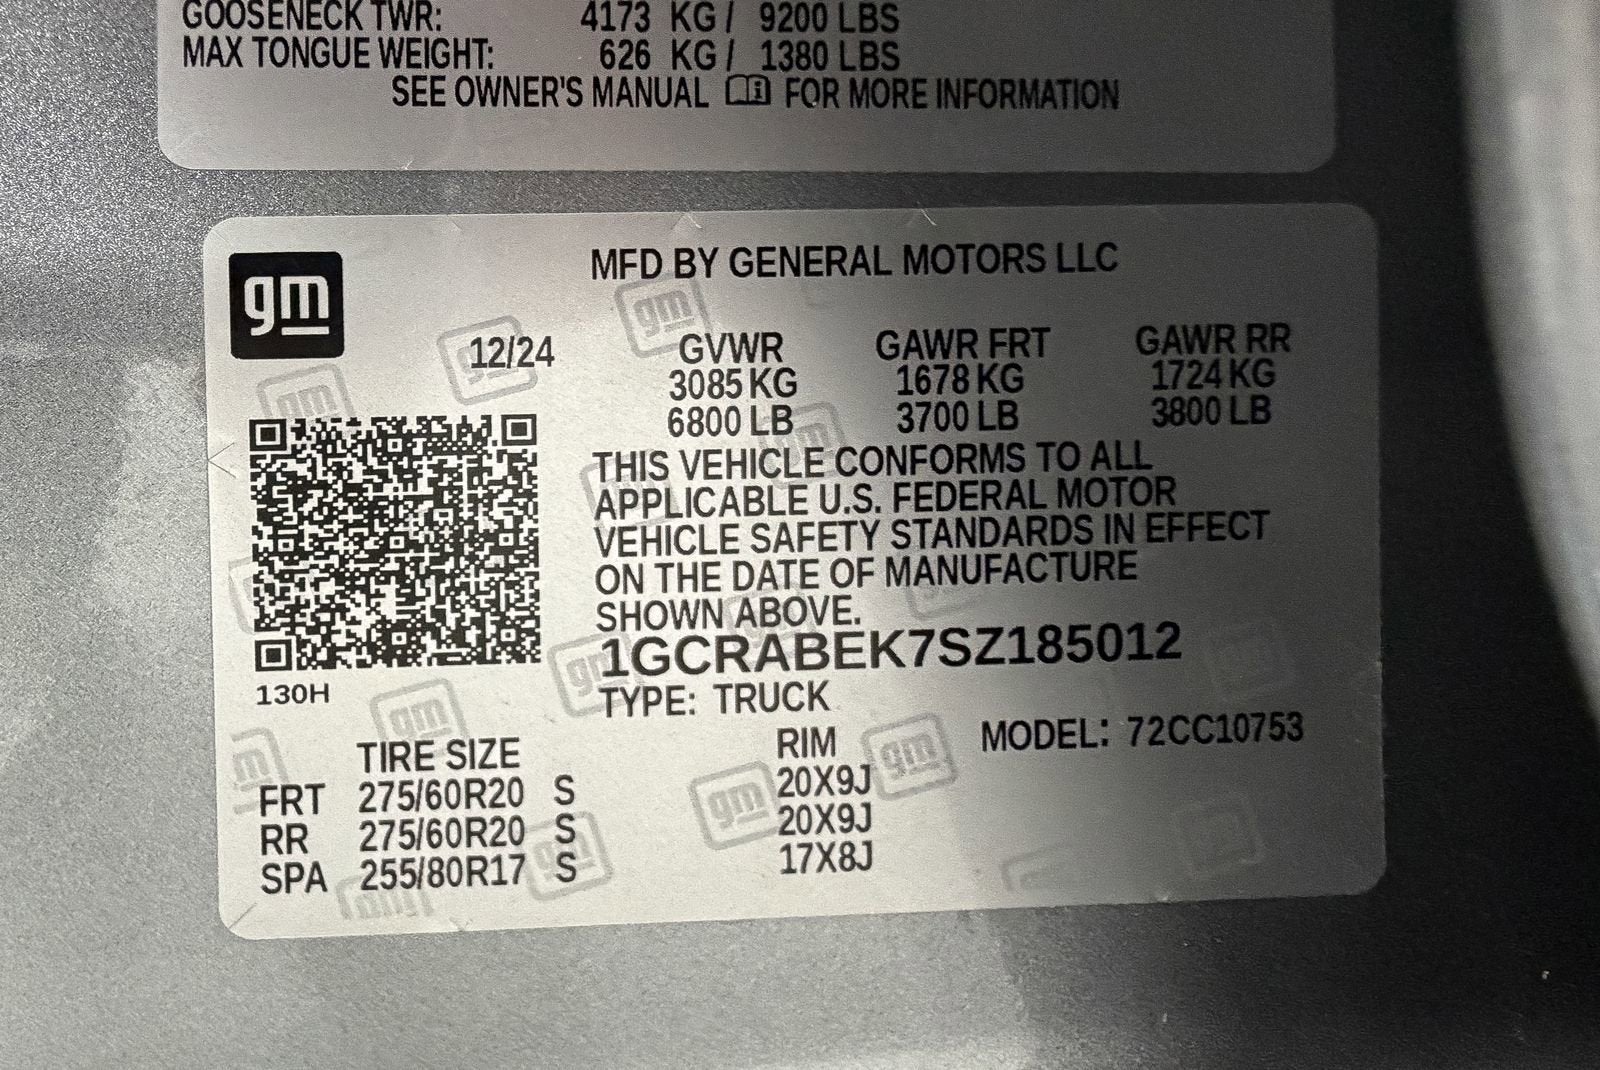 GOOSENECK TWR: 4173 KG / 9200 LBS
MAX TONGUE WEIGHT: 626 KG / 1380 LBS
SEE OWNER'S MANUAL FOR MORE INFORMATION
gm
MFD BY GENERAL MOTORS LLC
12/24 GVWR GAWR FRT GAWR RR
3085 KG 1678 KG 1724 KG
6800 LB 3700 LB 3800 LB
THIS VEHICLE CONFORMS TO ALL
APPLICABLE U.S. FEDERAL MOTOR
VEHICLE SAFETY STANDARDS IN EFFECT
ON THE DATE OF MANUFACTURE
SHOWN ABOVE.
1GCRABEK7SZ185012
130H
TYPE: TRUCK
MODEL: 72CC10753
TIRE SIZE RIM
FRT 275/60R20 S 20X9J
RR 275/60R20 S 20X9J
SPA 255/80R17 S 17X8J